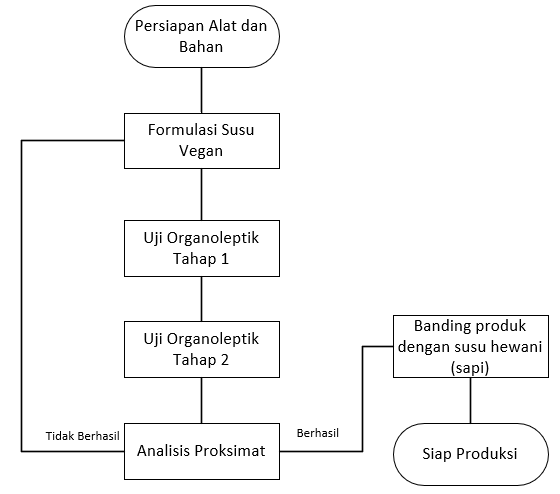 Persiapan Alat dan
Bahan
Formulasi Susu
Vegan
Uji Organoleptik
Tahap 1
Uji Organoleptik
Tahap 2
Analisis Proksimat
Tidak Berhasil
Berhasil
Banding produk
dengan susu hewani
(sapi)
Siap Produksi